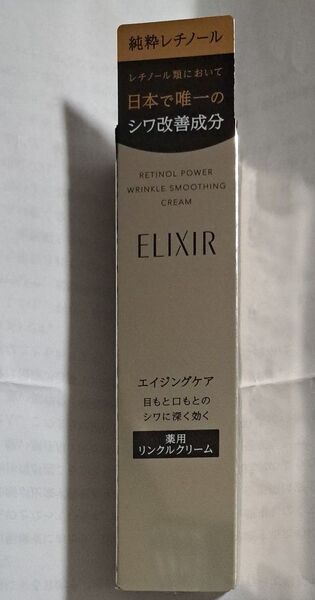 純粋レチノール
レチノール類において
日本で唯一の
シワ改善成分
RETINOL POWER
WRINKLE SMOOTHING
CREAM
ELIXIR
エイジングケア
目もと口もとの
シワに深く効く
薬用
リンクルクリーム